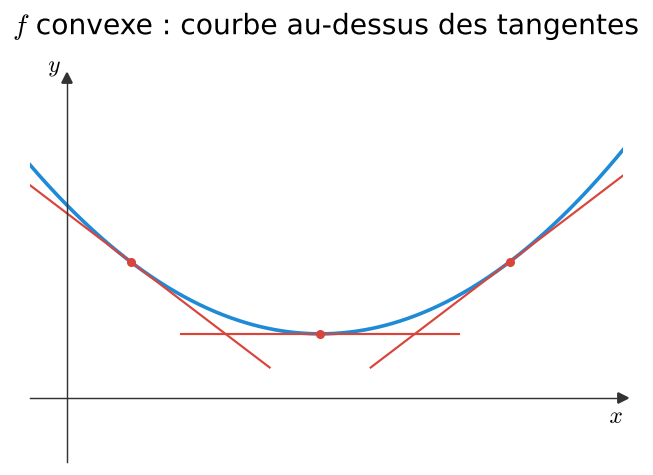 f convexe : courbe au-dessus des tangentes
y
x